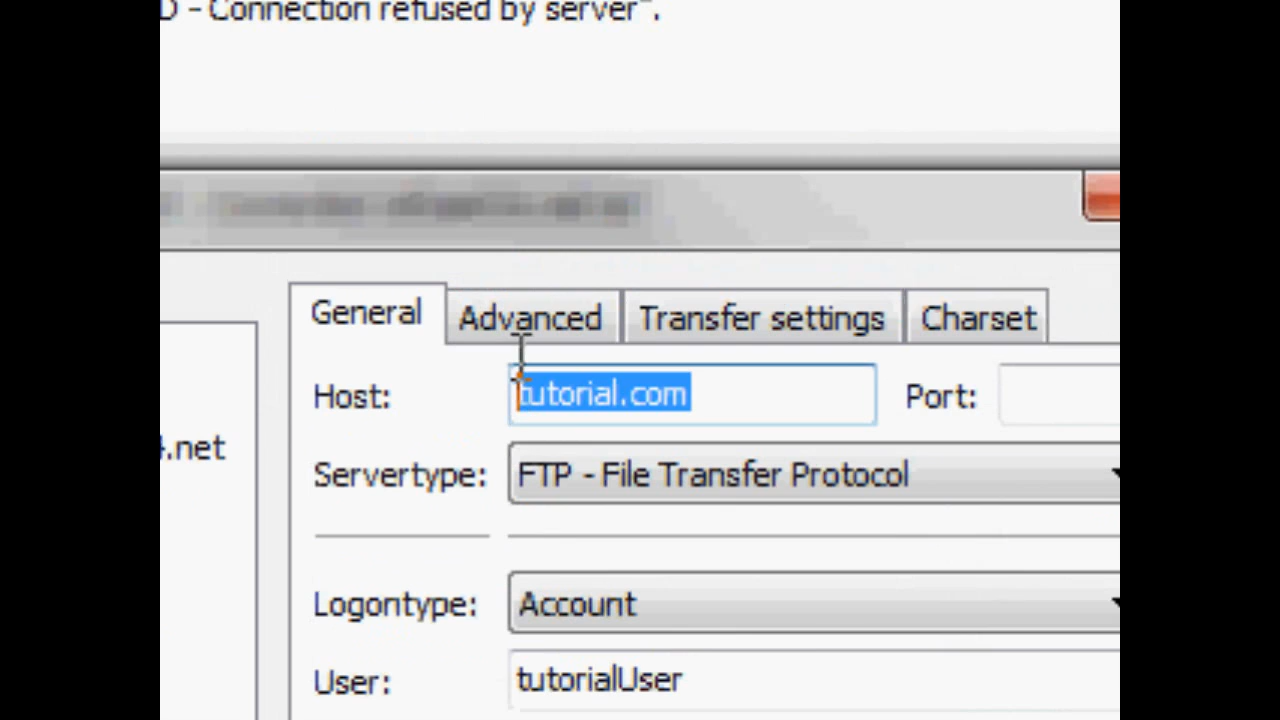 D - Connection refused by server".
General Advanced Transfer settings Charset
Host: tutorial.com Port:
4.net
Servertype: FTP - File Transfer Protocol
Logontype: Account
User: tutorialUser